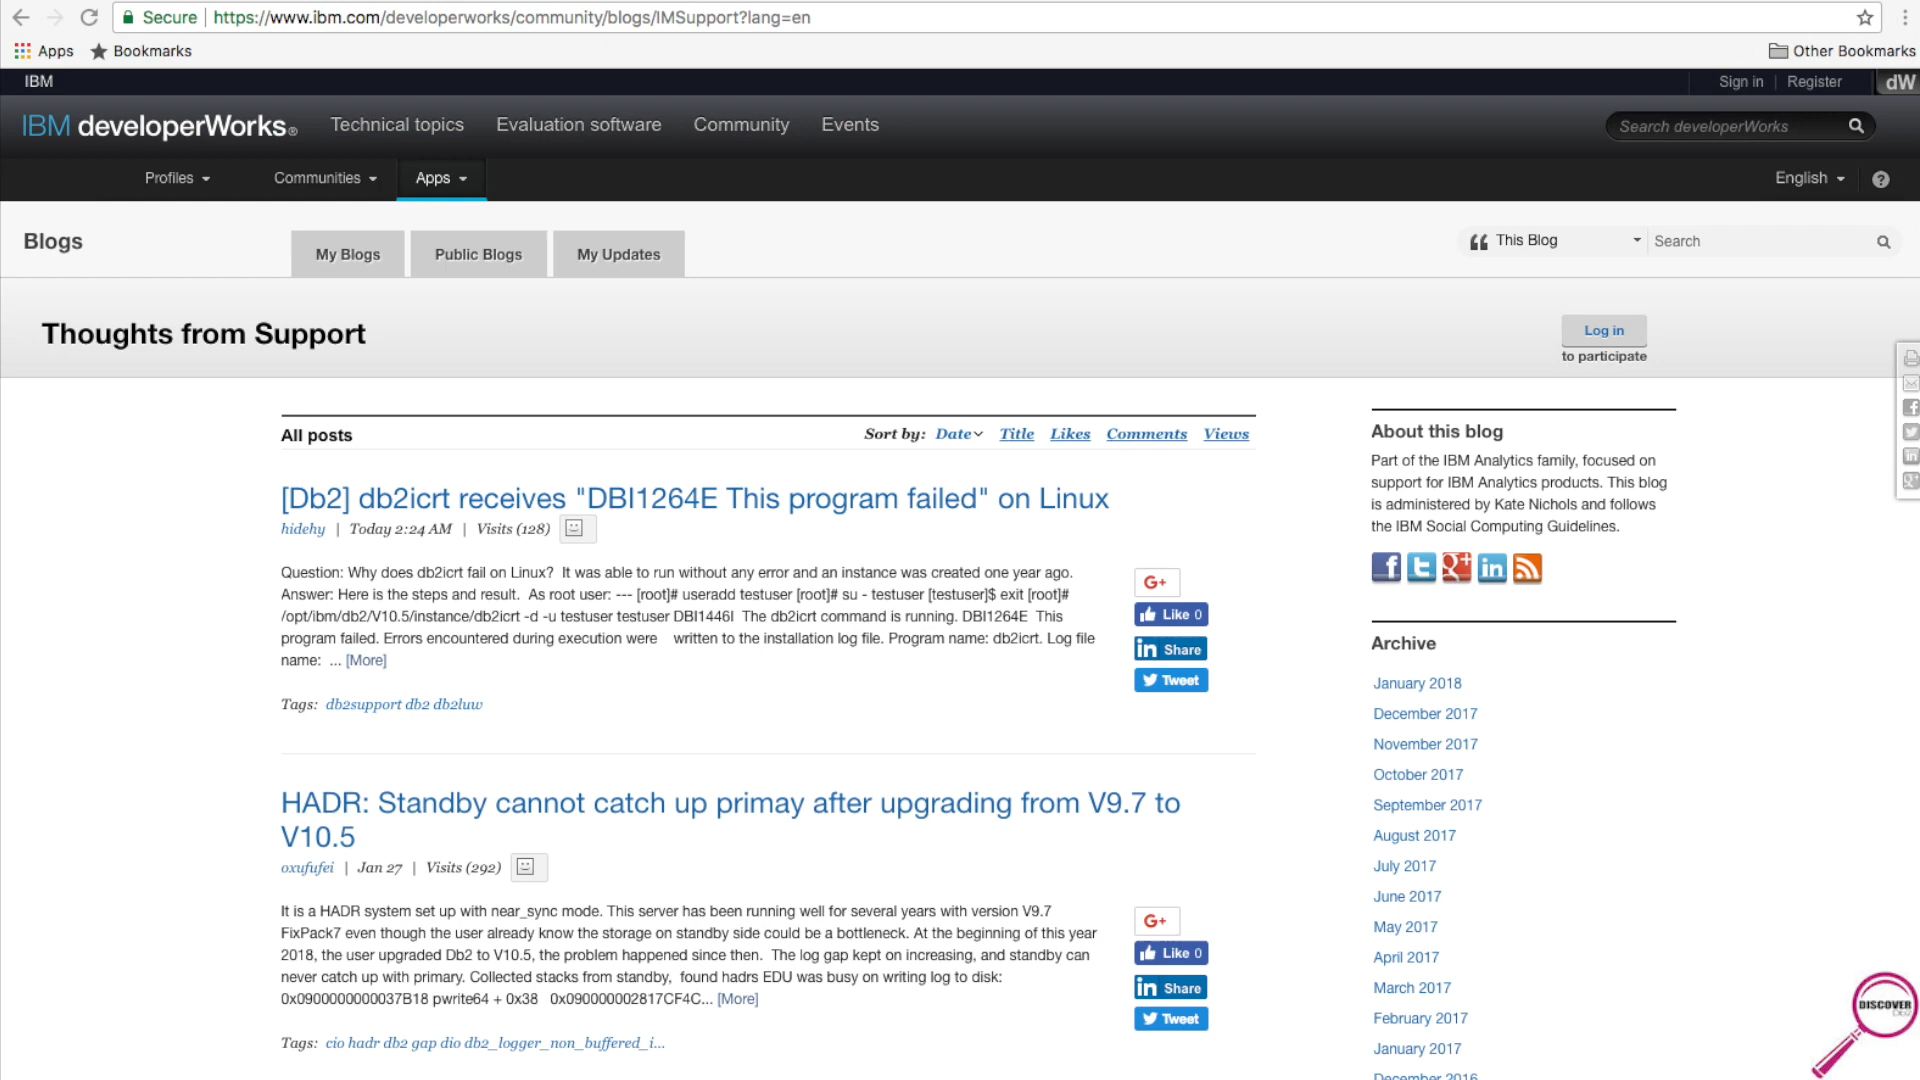 Secure | https://www.ibm.com/developerworks/community/blogs/IMSupport?lang=en
Apps Bookmarks Other Bookmarks
IBM Sign in | Register dW
IBM developerWorks® Technical topics Evaluation software Community Events Search developerWorks
Profiles Communities Apps English ?
Blogs My Blogs Public Blogs My Updates This Blog Search
Thoughts from Support Log in
to participate
All posts Sort by: Date Title Likes Comments Views
[Db2] db2icrt receives "DBI1264E This program failed" on Linux
hidehy | Today 2:24 AM | Visits (128)
Question: Why does db2icrt fail on Linux? It was able to run without any error and an instance was created one year ago.
Answer: Here is the steps and result. As root user: --- [root]# useradd testuser [root]# su - testuser [testuser]$ exit [root]#
/opt/ibm/db2/V10.5/instance/db2icrt -d -u testuser testuser DBI1446I The db2icrt command is running. DBI1264E This
program failed. Errors encountered during execution were written to the installation log file. Program name: db2icrt. Log file
name: ... [More]
G+
Like 0
in Share
Tweet
Tags: db2support db2 db2luw
HADR: Standby cannot catch up primay after upgrading from V9.7 to
V10.5
oxufufei | Jan 27 | Visits (292)
It is a HADR system set up with near_sync mode. This server has been running well for several years with version V9.7
FixPack7 even though the user already know the storage on standby side could be a bottleneck. At the beginning of this year
2018, the user upgraded Db2 to V10.5, the problem happened since then. The log gap kept on increasing, and standby can
never catch up with primary. Collected stacks from standby, found hadrs EDU was busy on writing log to disk:
0x0900000000037B18 pwrite64 + 0x38 0x090000002817CF4C... [More]
G+
Like 0
in Share
Tweet
Tags: cio hadr db2 gap dio db2_logger_non_buffered_i...
About this blog
Part of the IBM Analytics family, focused on
support for IBM Analytics products. This blog
is administered by Kate Nichols and follows
the IBM Social Computing Guidelines.
f t g+ in
Archive
January 2018
December 2017
November 2017
October 2017
September 2017
August 2017
July 2017
June 2017
May 2017
April 2017
March 2017
February 2017
January 2017
December 2016
DISCOVER
Db2